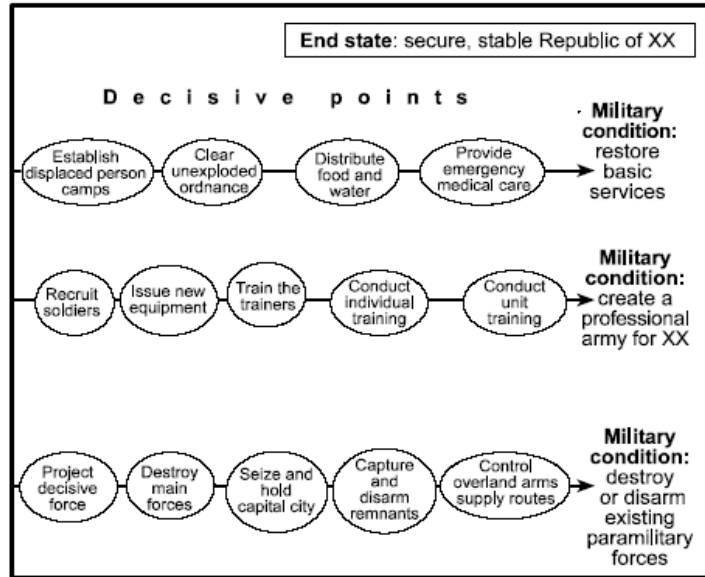 End state: secure, stable Republic of XX
Decisive points
Establish
displaced person
camps
Clear
unexploded
ordnance
Distribute
food and
water
Provide
emergency
medical care
Military
condition:
restore
basic
services
Recruit
soldiers
Issue new
equipment
Train the
trainers
Conduct
individual
training
Conduct
unit
training
Military
condition:
create a
professional
army for XX
Project
decisive
force
Destroy
main
forces
Seize and
hold
capital city
Capture
and
disarm
remnants
Control
overland arms
supply routes
Military
condition:
destroy
or disarm
existing
paramilitary
forces